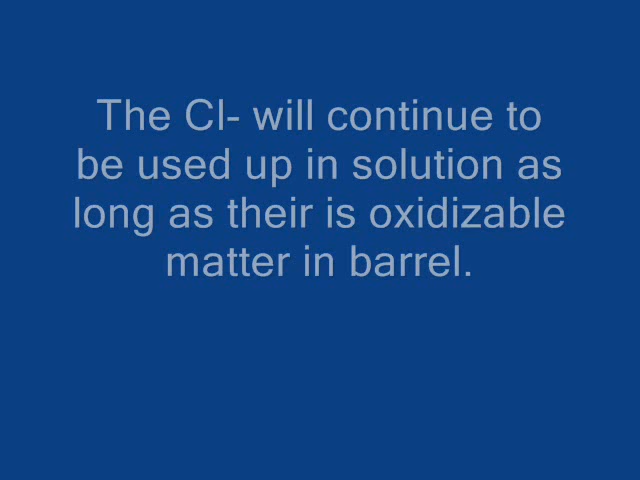 The Cl- will continue to
be used up in solution as
long as their is oxidizable
matter in barrel.